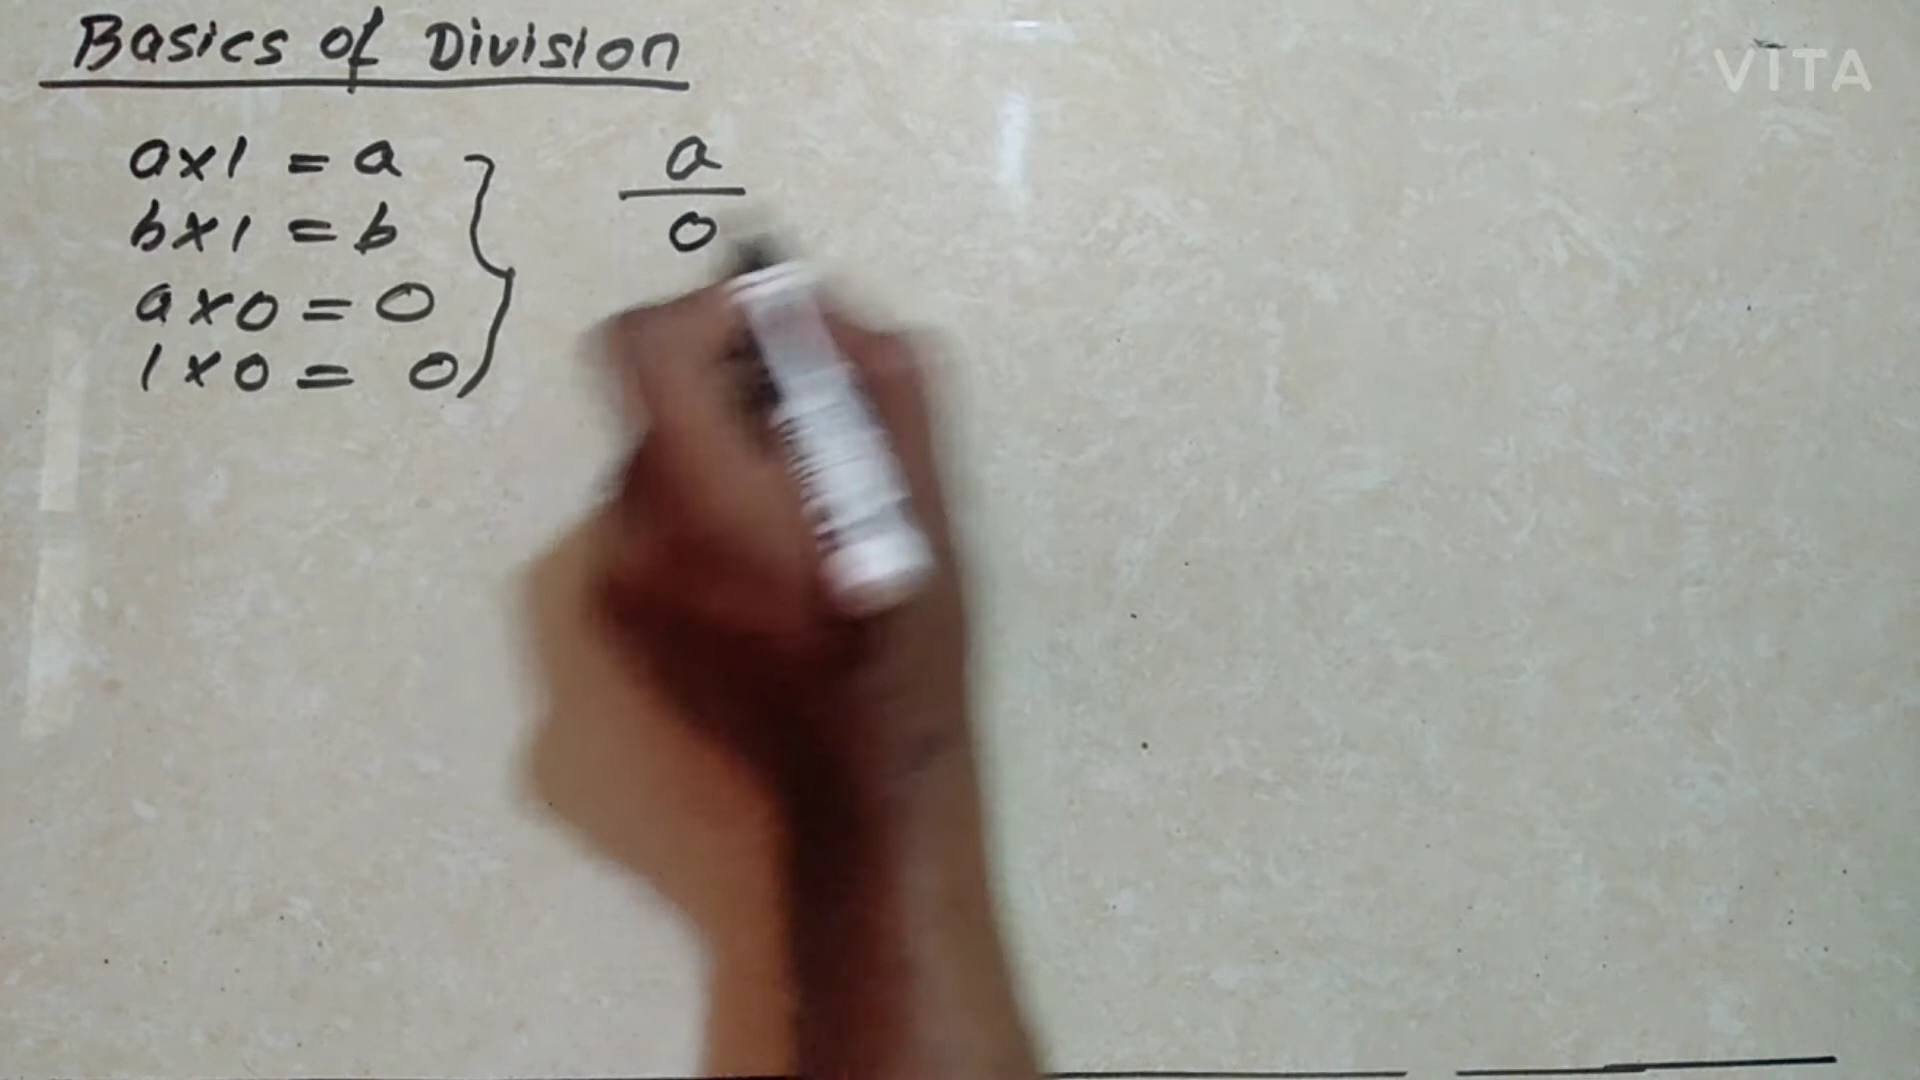 Basics of Division
VITA
a×1 = a
b×1 = b
a×0 = 0
1×0 = 0
a
0